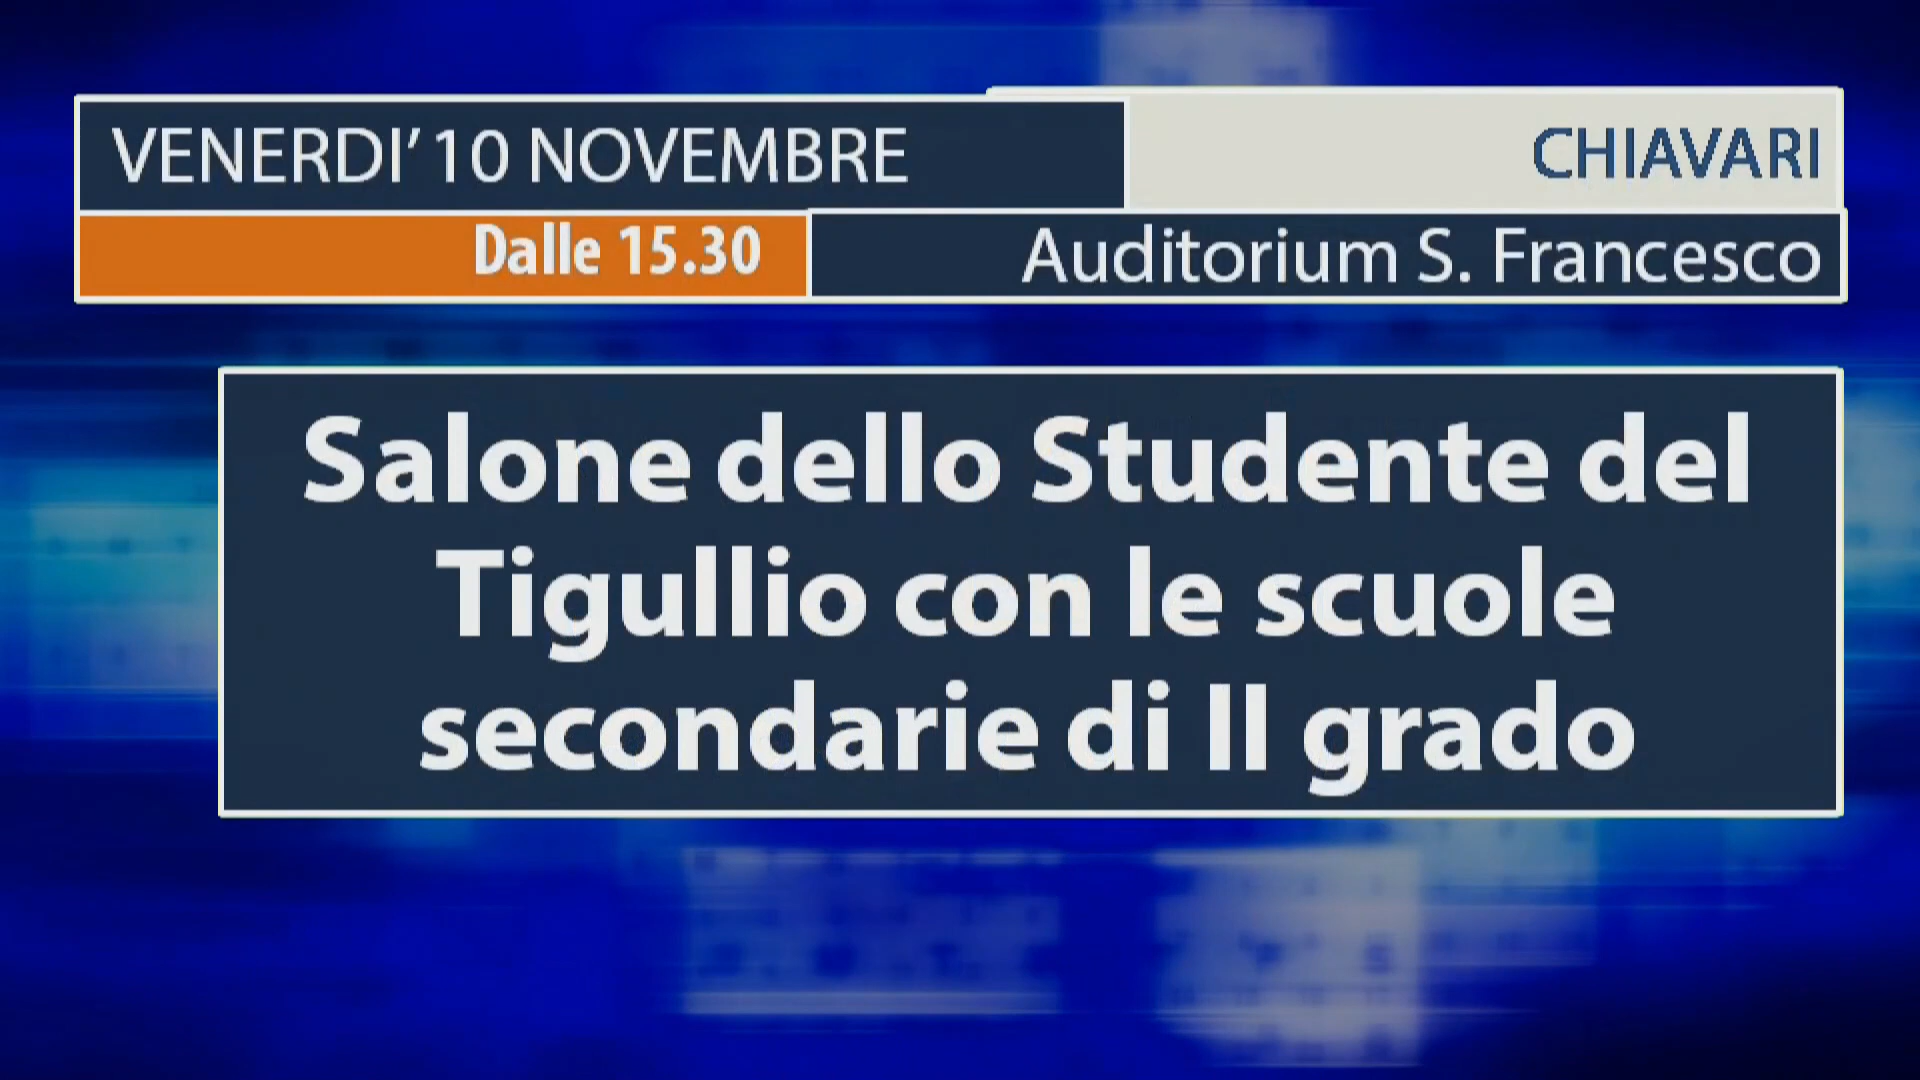 VENERDI' 10 NOVEMBRE
CHIAVARI
Dalle 15.30
Auditorium S. Francesco
Salone dello Studente del
Tigullio con le scuole
secondarie di II grado